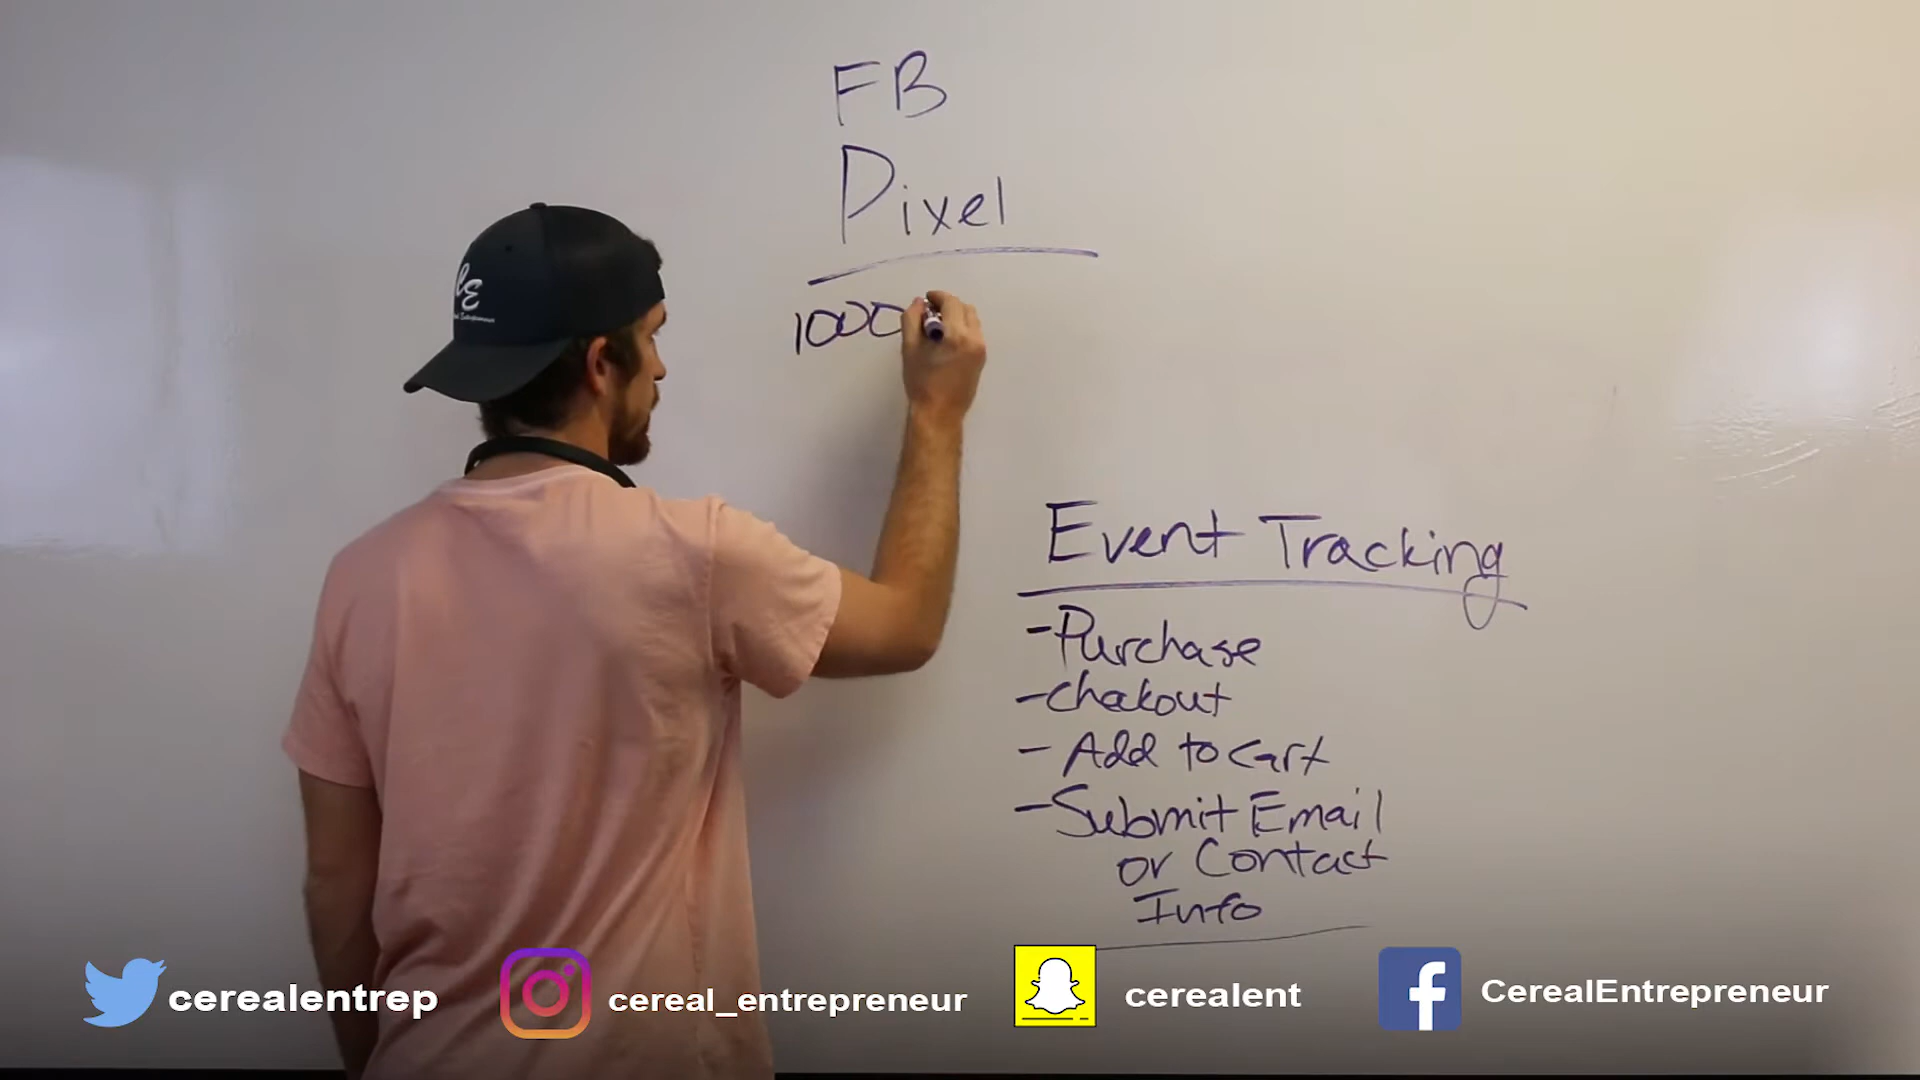 FB
Pixel
1000
Event Tracking
-Purchase
-Checkout
- Add to Cart
-Submit Email
or Contact
Info
cerealentrep
cereal_entrepreneur
cerealent
CerealEntrepreneur